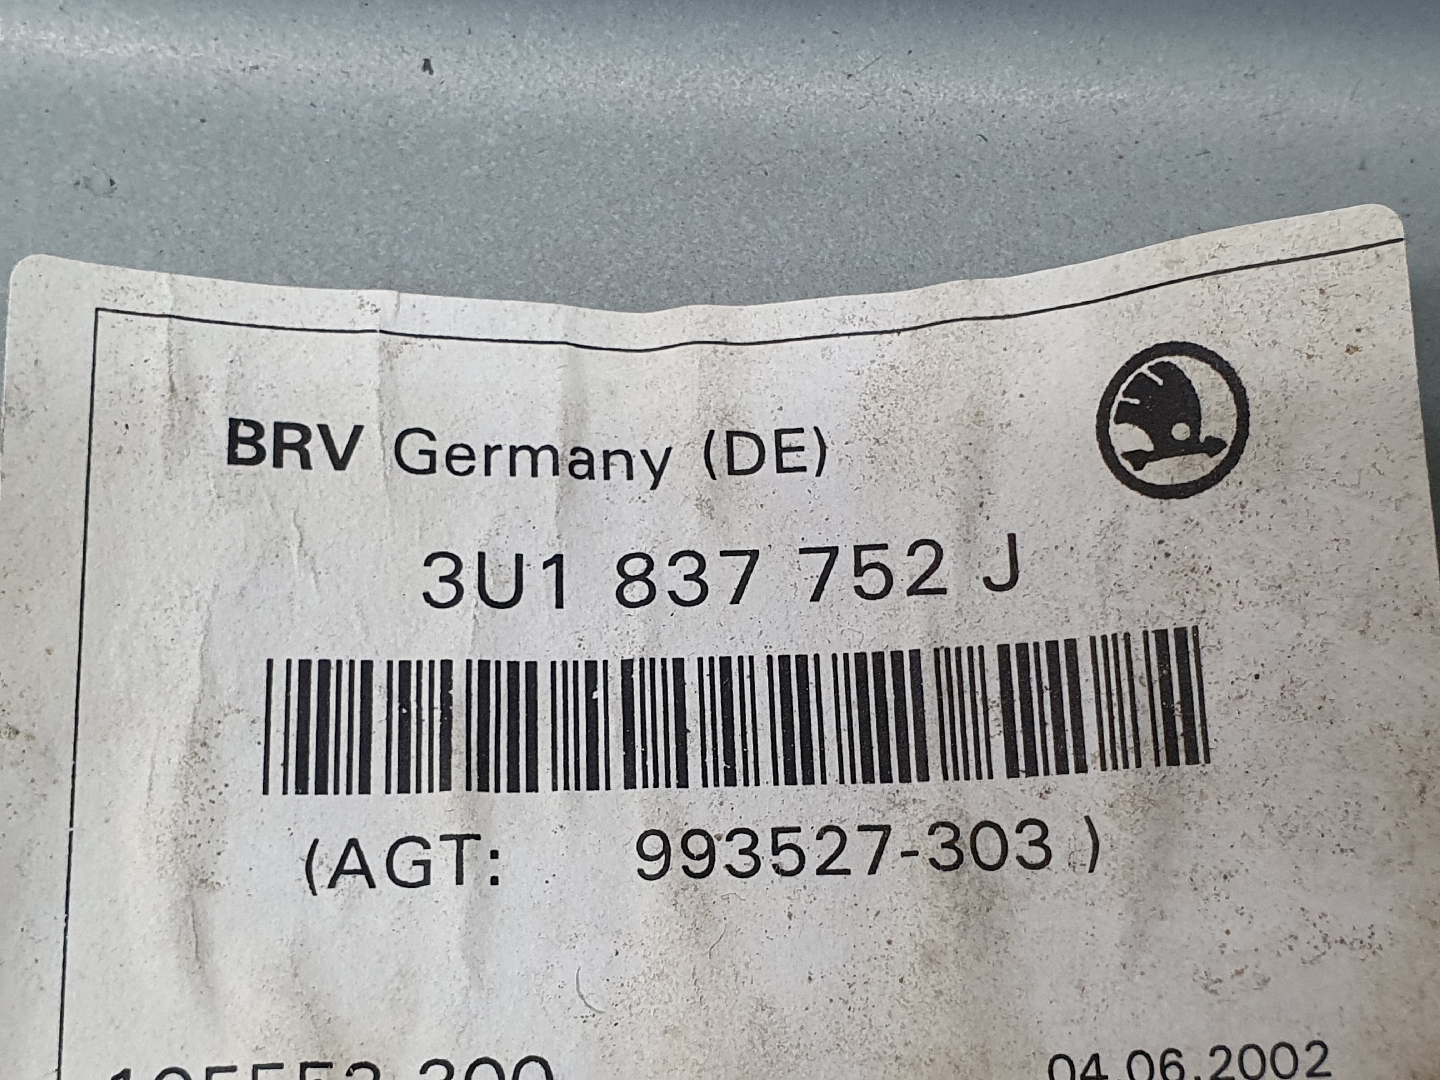 BRV Germany (DE)
3U1 837 752 J
(AGT: 993527-303 )
04.06.2002